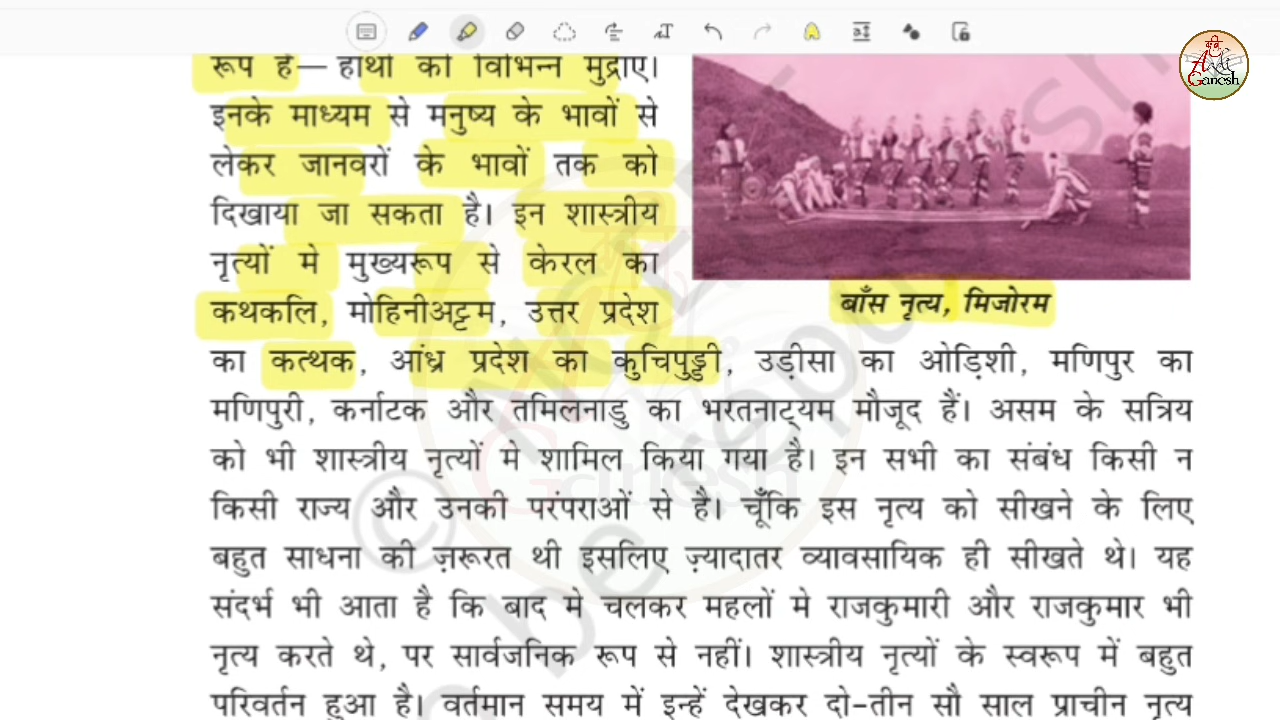 रूप हैं— हाथों की विभिन्न मुद्राएँ।
इनके माध्यम से मनुष्य के भावों से
लेकर जानवरों के भावों तक को
दिखाया जा सकता है। इन शास्त्रीय
नृत्यों में मुख्यरूप से केरल का
कथकलि, मोहिनीअट्टम, उत्तर प्रदेश
बाँस नृत्य, मिजोरम
का कत्थक, आंध्र प्रदेश का कुचिपुड़ी, उड़ीसा का ओड़िशी, मणिपुर का
मणिपुरी, कर्नाटक और तमिलनाडु का भरतनाट्यम मौजूद हैं। असम के सत्रिय
को भी शास्त्रीय नृत्यों में शामिल किया गया है। इन सभी का संबंध किसी न
किसी राज्य और उनकी परंपराओं से है। चूँकि इस नृत्य को सीखने के लिए
बहुत साधना की ज़रूरत थी इसलिए ज़्यादातर व्यावसायिक ही सीखते थे। यह
संदर्भ भी आता है कि बाद में चलकर महलों में राजकुमारी और राजकुमार भी
नृत्य करते थे, पर सार्वजनिक रूप से नहीं। शास्त्रीय नृत्यों के स्वरूप में बहुत
परिवर्तन हुआ है। वर्तमान समय में इन्हें देखकर दो-तीन सौ साल प्राचीन नृत्य
Ganesh